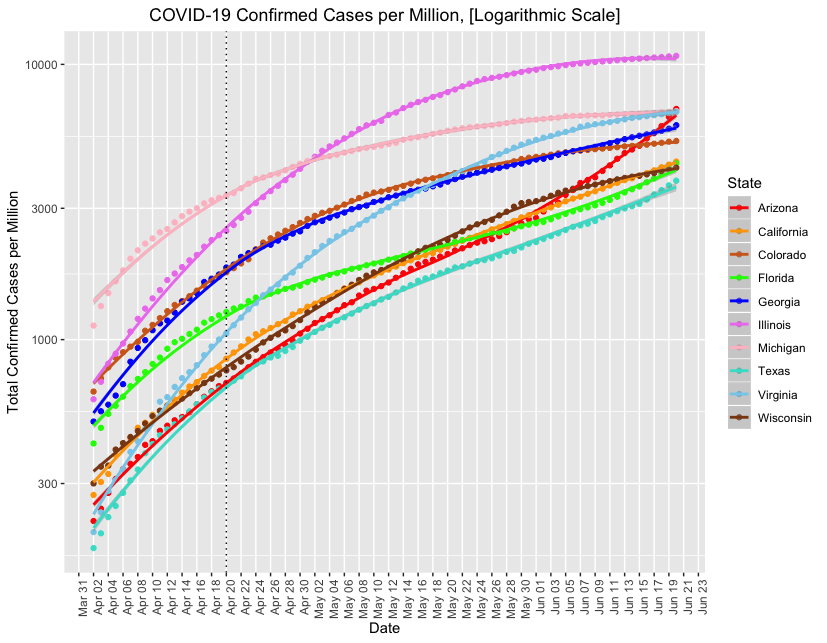 COVID-19 Confirmed Cases per Million, [Logarithmic Scale]
Total Confirmed Cases per Million
10000
3000
1000
300
Mar 31
Apr 02
Apr 04
Apr 06
Apr 08
Apr 10
Apr 12
Apr 14
Apr 16
Apr 18
Apr 20
Apr 22
Apr 24
Apr 26
Apr 28
Apr 30
May 02
May 04
May 06
May 08
May 10
May 12
May 14
May 16
May 18
May 20
May 22
May 24
May 26
May 28
May 30
Jun 01
Jun 03
Jun 05
Jun 07
Jun 09
Jun 11
Jun 13
Jun 15
Jun 17
Jun 19
Jun 21
Jun 23
Date
State
Arizona
California
Colorado
Florida
Georgia
Illinois
Michigan
Texas
Virginia
Wisconsin